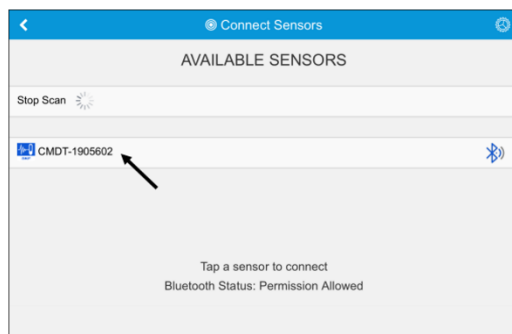 Connect Sensors
AVAILABLE SENSORS
Stop Scan
CMDT-1905602
Tap a sensor to connect
Bluetooth Status: Permission Allowed